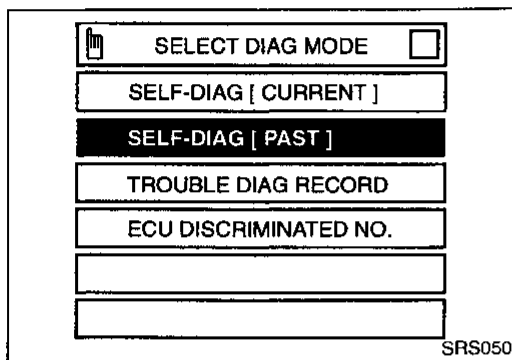 SELECT DIAG MODE
SELF-DIAG [ CURRENT ]
SELF-DIAG [ PAST ]
TROUBLE DIAG RECORD
ECU DISCRIMINATED NO.
SRS050